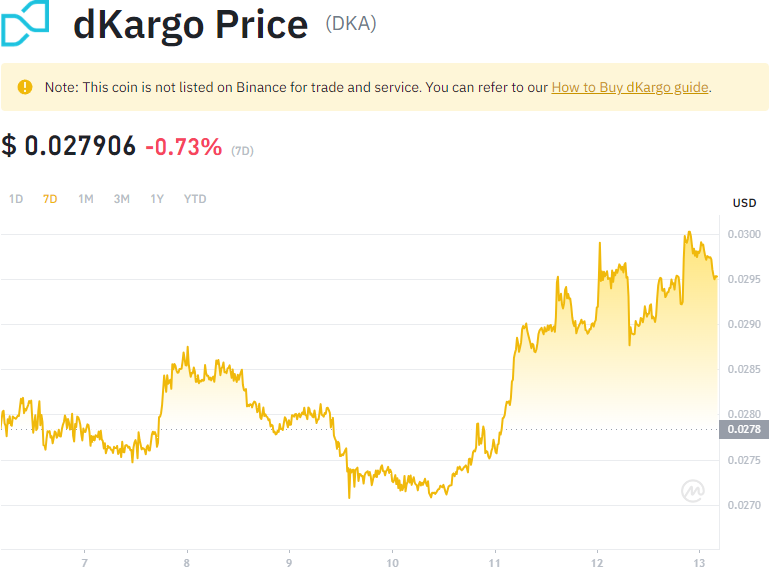 dKargo Price (DKA)
Note: This coin is not listed on Binance for trade and service. You can refer to our How to Buy dKargo guide.
$ 0.027906 -0.73% (7D)
1D 7D 1M 3M 1Y YTD
USD
0.0300
0.0295
0.0290
0.0285
0.0280
0.0278
0.0275
0.0270
7 8 9 10 11 12 13